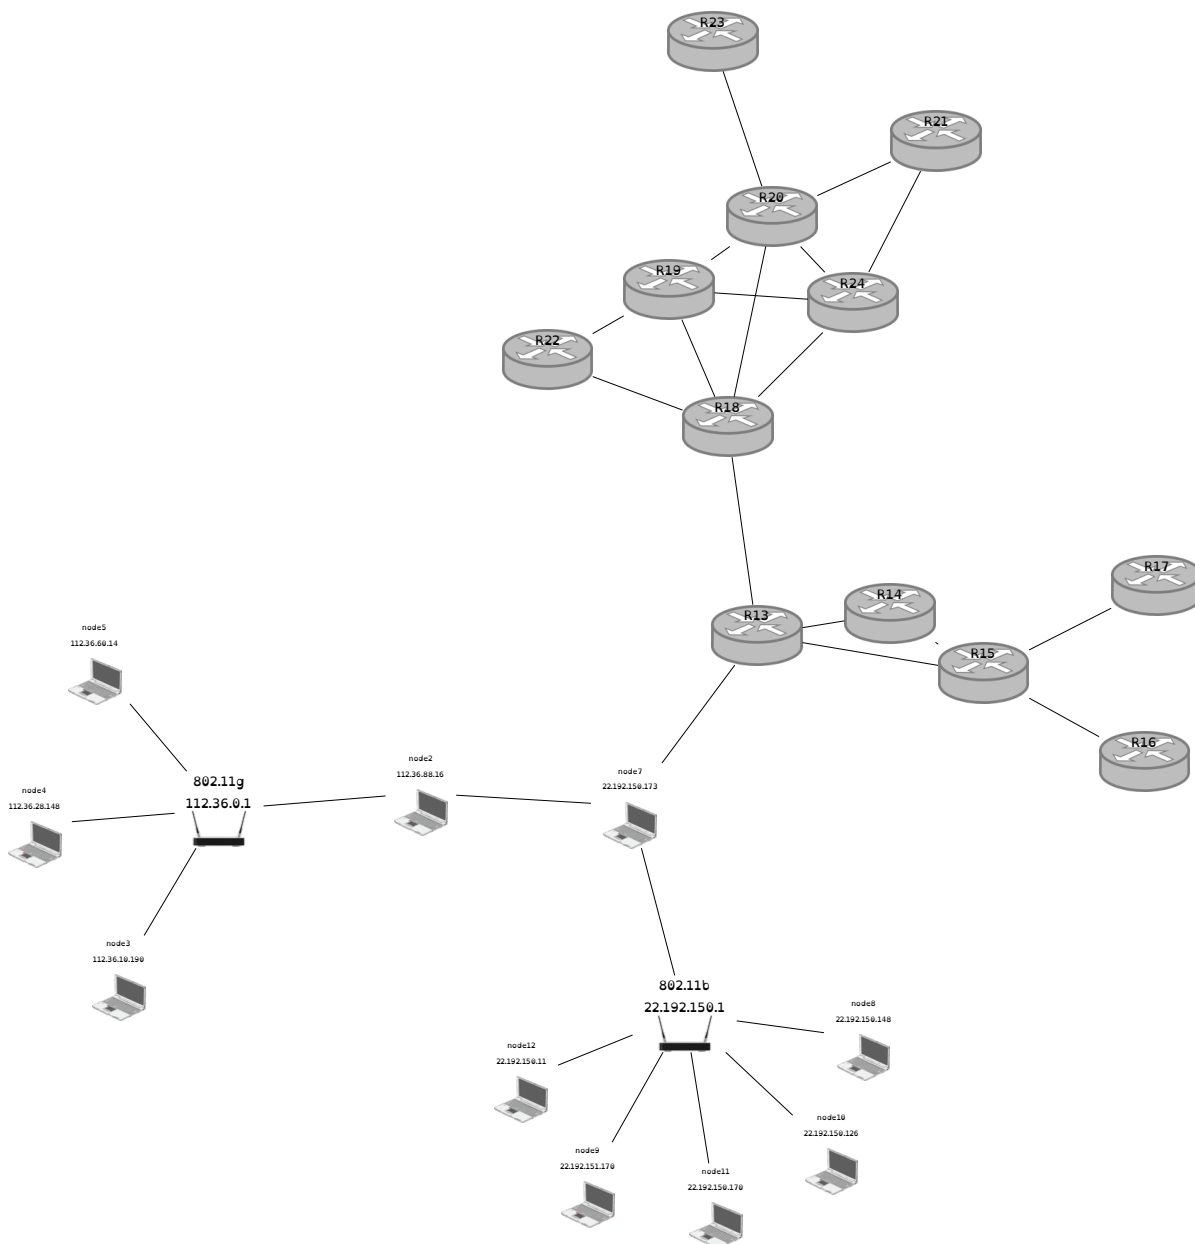 R23
R21
R20
R19
R24
R22
R18
R17
R14
R13
R15
R16
node5
112.36.60.14
node2
112.36.88.16
node7
22.192.150.173
802.11g
112.36.0.1
node4
112.36.28.148
node3
112.36.10.190
802.11b
22.192.150.1
node8
22.192.150.148
node12
22.192.150.11
node10
22.192.150.126
node9
22.192.151.170
node11
22.192.150.170